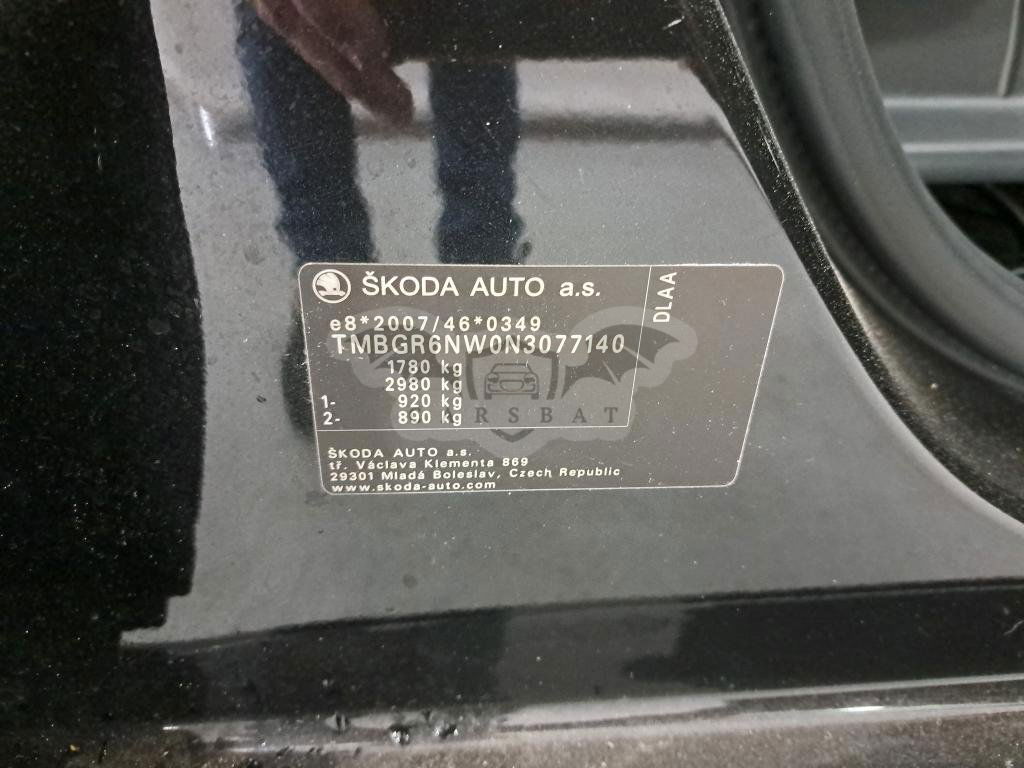 ŠKODA AUTO a.s.
DLAA
e8*2007/46*0349
TMBGR6NW0N3077140
1780 kg
2980 kg
1- 920 kg
2- 890 kg
ŠKODA AUTO a.s.
tř. Václava Klementa 869
29301 Mladá Boleslav, Czech Republic
www.skoda-auto.com